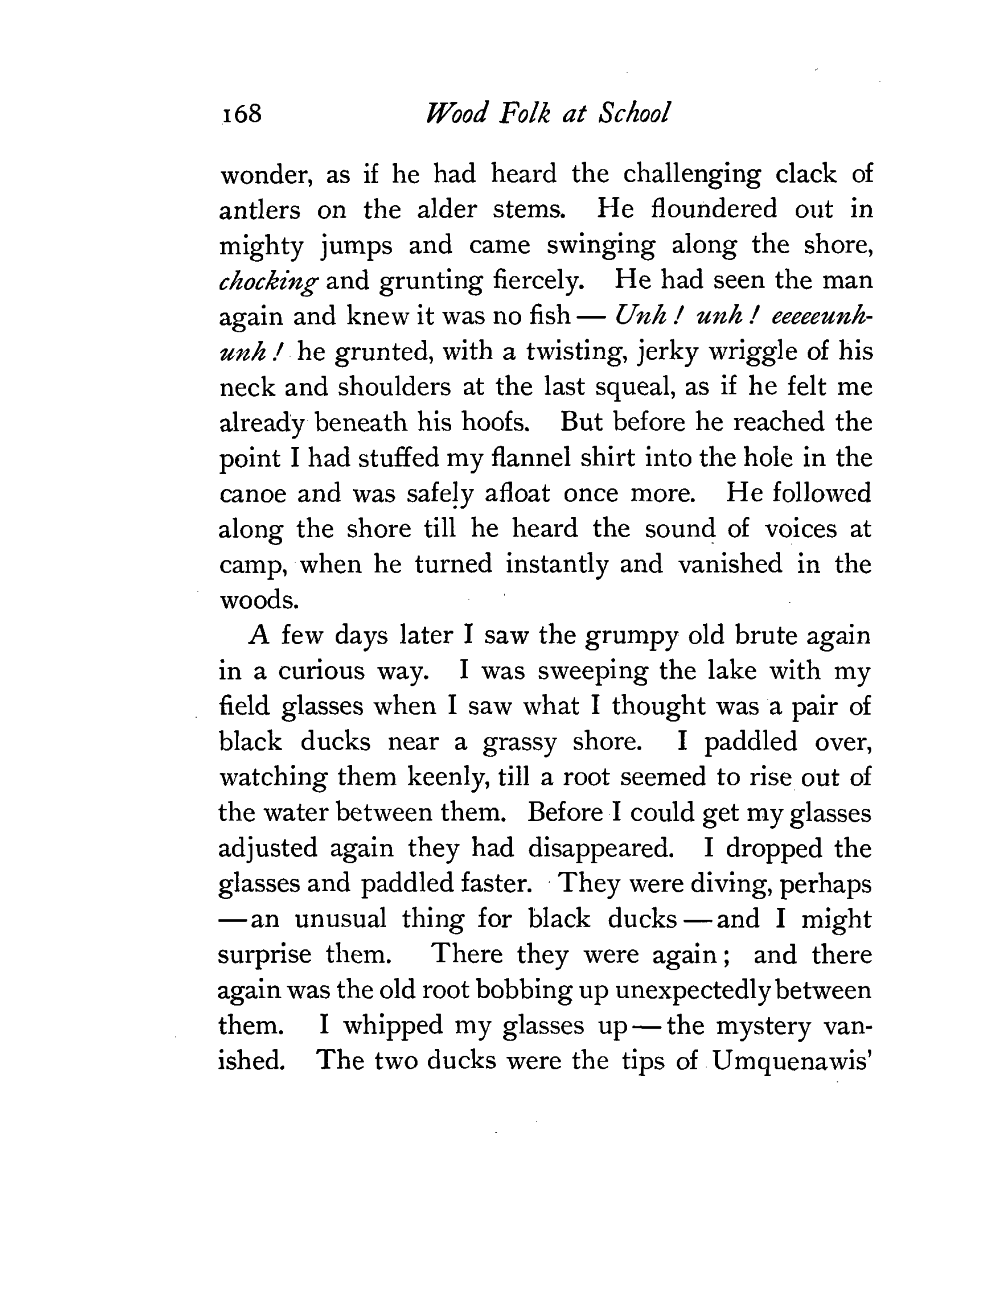 168 Wood Folk at School
wonder, as if he had heard the challenging clack of
antlers on the alder stems. He floundered out in
mighty jumps and came swinging along the shore,
chocking and grunting fiercely. He had seen the man
again and knew it was no fish — Unh! unh! eeeeeunh-
unh! he grunted, with a twisting, jerky wriggle of his
neck and shoulders at the last squeal, as if he felt me
already beneath his hoofs. But before he reached the
point I had stuffed my flannel shirt into the hole in the
canoe and was safely afloat once more. He followed
along the shore till he heard the sound of voices at
camp, when he turned instantly and vanished in the
woods.
A few days later I saw the grumpy old brute again
in a curious way. I was sweeping the lake with my
field glasses when I saw what I thought was a pair of
black ducks near a grassy shore. I paddled over,
watching them keenly, till a root seemed to rise out of
the water between them. Before I could get my glasses
adjusted again they had disappeared. I dropped the
glasses and paddled faster. They were diving, perhaps
— an unusual thing for black ducks — and I might
surprise them. There they were again; and there
again was the old root bobbing up unexpectedly between
them. I whipped my glasses up — the mystery van-
ished. The two ducks were the tips of Umquenawis'